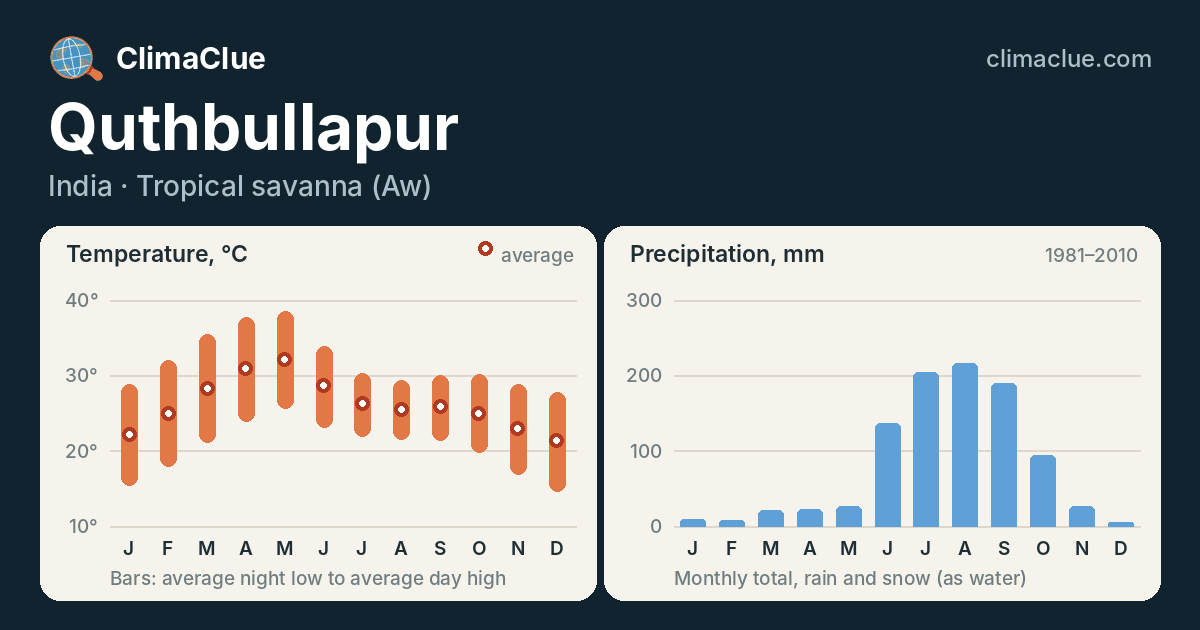 ClimaClue
climaclue.com
Quthbullapur
India · Tropical savanna (Aw)
Temperature, °C
average
40°
30°
20°
10°
J F M A M J J A S O N D
Bars: average night low to average day high
Precipitation, mm
1981–2010
300
200
100
0
J F M A M J J A S O N D
Monthly total, rain and snow (as water)